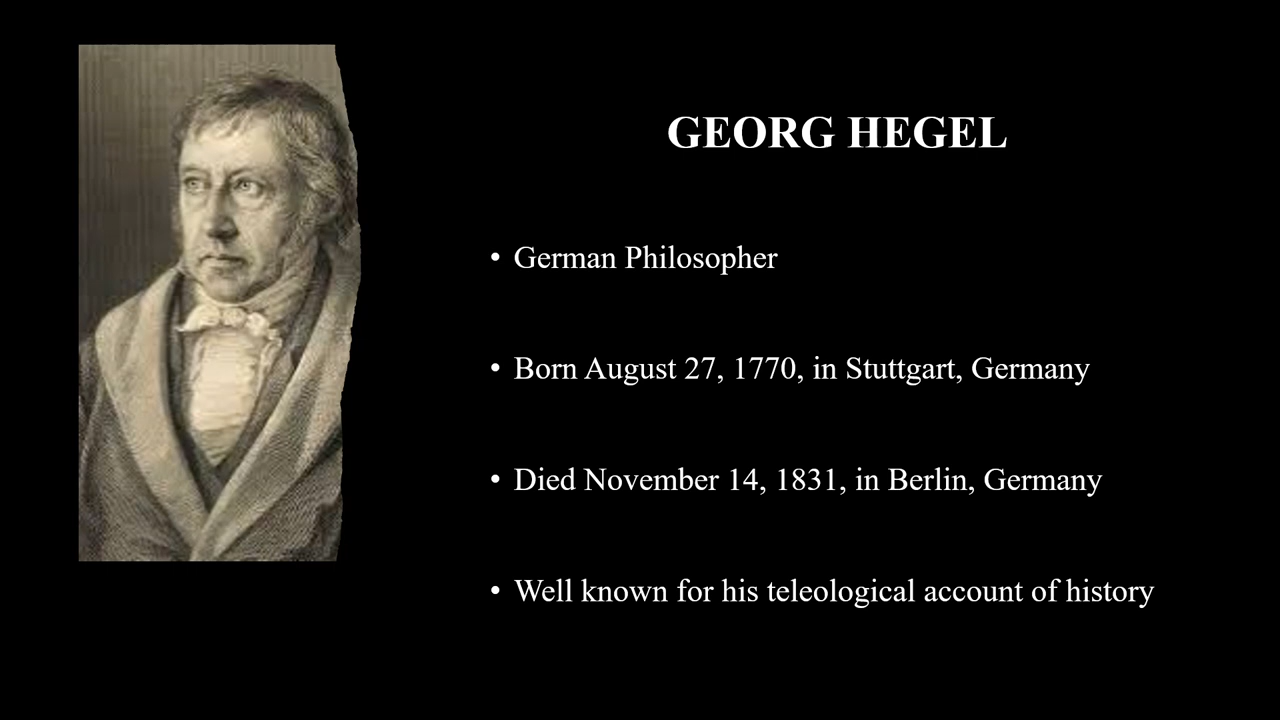 GEORG HEGEL
• German Philosopher
• Born August 27, 1770, in Stuttgart, Germany
• Died November 14, 1831, in Berlin, Germany
• Well known for his teleological account of history